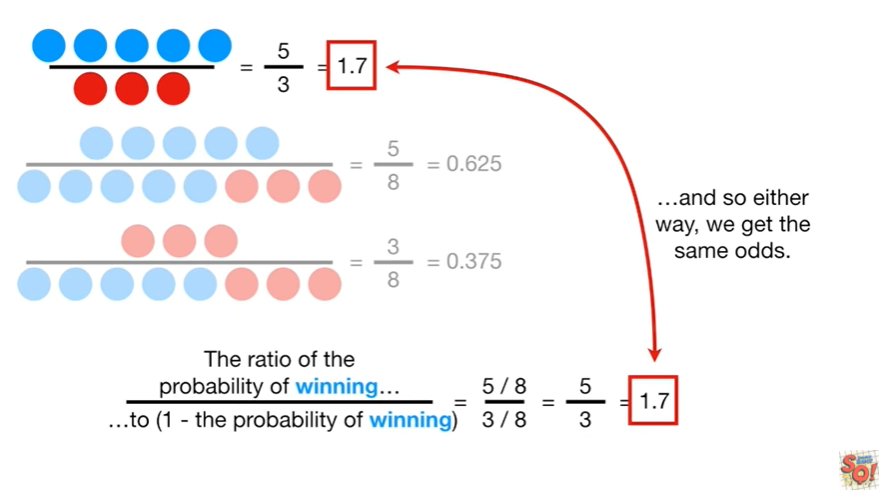 = 5/3 = 1.7
= 5/8 = 0.625
= 3/8 = 0.375
…and so either
way, we get the
same odds.
The ratio of the
probability of winning…
…to (1 - the probability of winning)
= 5 / 8
3 / 8
= 5/3 = 1.7
SO!